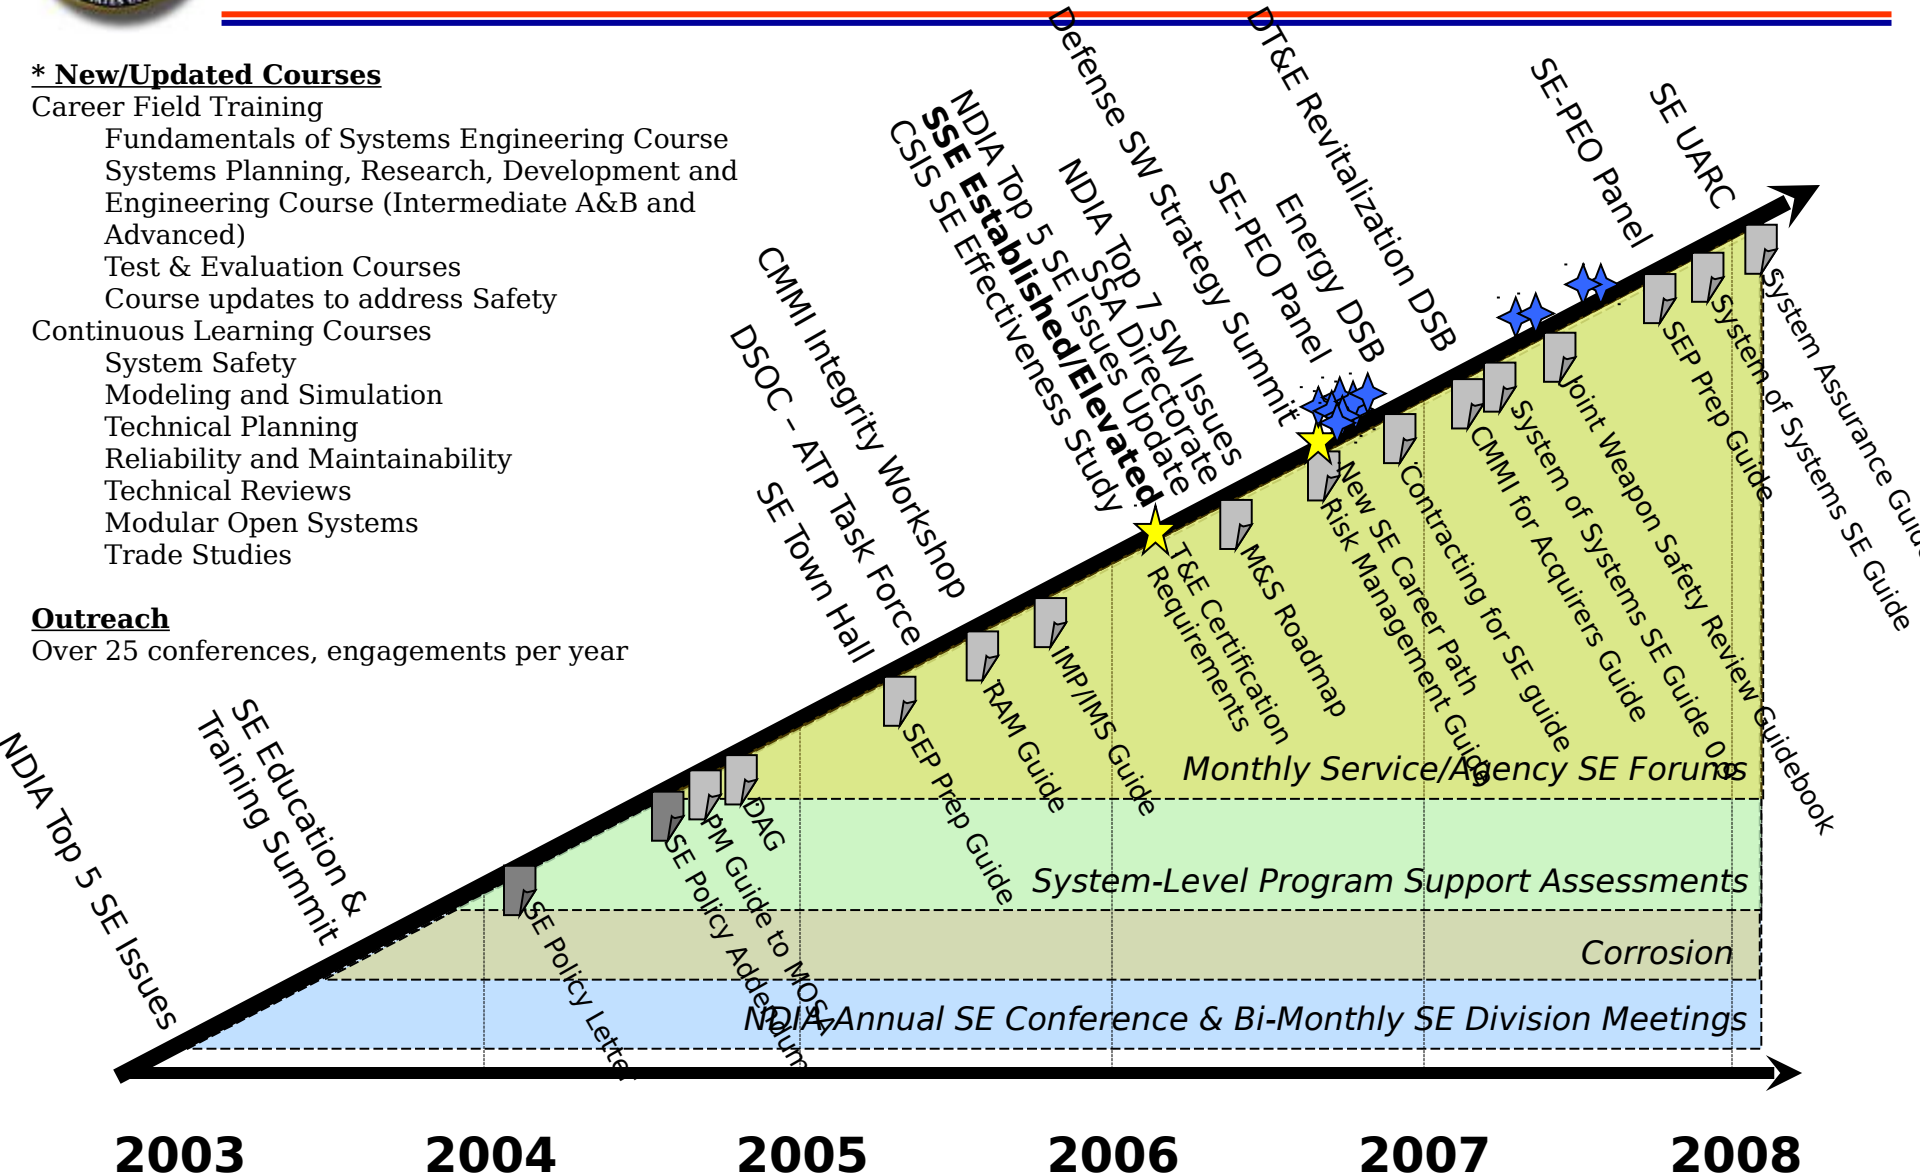 * New/Updated Courses
Career Field Training
Fundamentals of Systems Engineering Course
Systems Planning, Research, Development and
Engineering Course (Intermediate A&B and
Advanced)
Test & Evaluation Courses
Course updates to address Safety
Continuous Learning Courses
System Safety
Modeling and Simulation
Technical Planning
Reliability and Maintainability
Technical Reviews
Modular Open Systems
Trade Studies
Outreach
Over 25 conferences, engagements per year
NDIA Top 5 SE Issues
SE Education &
Training Summit
SE Town Hall
DSOC – ATP Task Force
CMMI Integrity Workshop
CSIS SE Effectiveness Study
SSE Established/Elevated
NDIA Top 5 SE Issues Update
SSA Directorate
NDIA Top 7 SW Issues
Defense SW Strategy Summit
SE-PEO Panel
Energy DSB
DT&E Revitalization DSB
SE-PEO Panel
SE UARC
SE Policy Letter
SE Policy Addendum
PM Guide to MOSA
DAG
SEP Prep Guide
RAM Guide
IMP/IMS Guide
T&E Certification
Requirements
M&S Roadmap
Risk Management Guide
New SE Career Path
Contracting for SE guide
CMMI for Acquirers Guide
System of Systems SE Guide 0.9
Joint Weapon Safety Review Guidebook
SEP Prep Guide
System of Systems SE Guide
System Assurance Guide
Monthly Service/Agency SE Forums
System-Level Program Support Assessments
Corrosion
NDIA Annual SE Conference & Bi-Monthly SE Division Meetings
2003 2004 2005 2006 2007 2008